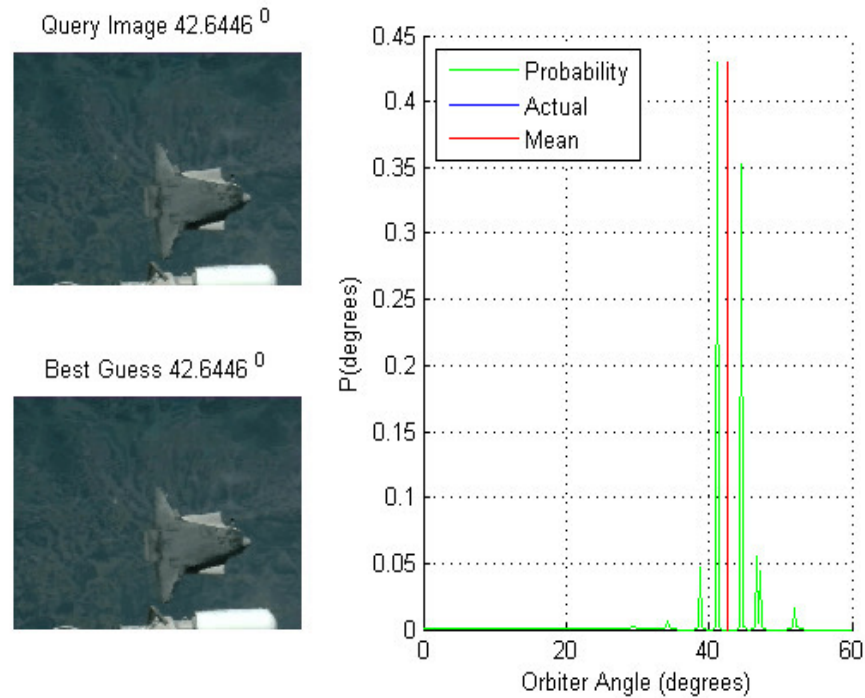 Query Image 42.6446 0
Best Guess 42.6446 0
0.45
0.4
0.35
0.3
0.25
0.2
0.15
0.1
0.05
0
P(degrees)
Probability
Actual
Mean
0 20 40 60
Orbiter Angle (degrees)